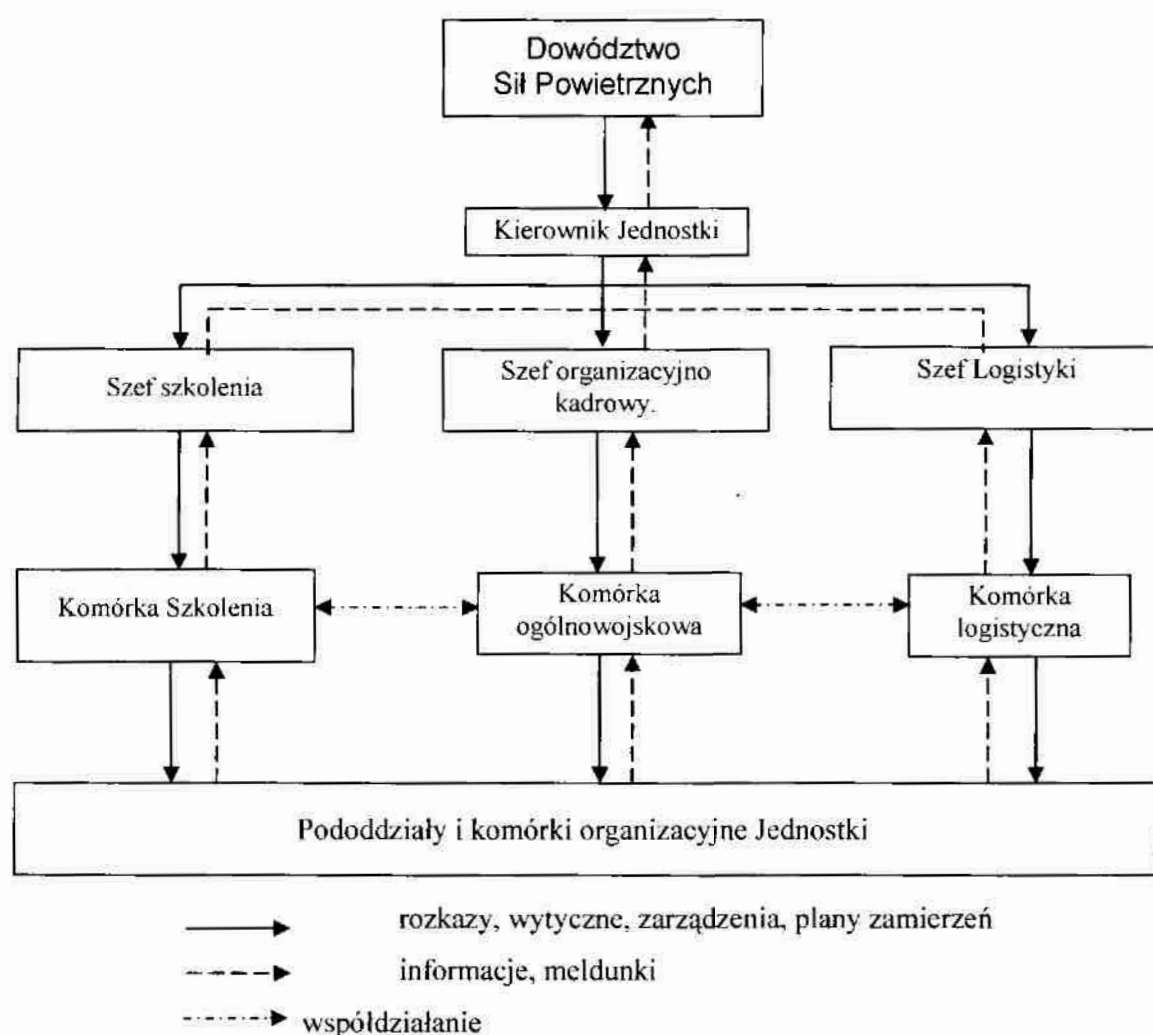 Dowództwo
Sił Powietrznych
Kierownik Jednostki
Szef szkolenia
Szef organizacyjno
kadrowy.
Szef Logistyki
Komórka Szkolenia
Komórka
ogólnowojskowa
Komórka
logistyczna
Pododdziały i komórki organizacyjne Jednostki
rozkazy, wytyczne, zarządzenia, plany zamierzeń
informacje, meldunki
współdziałanie